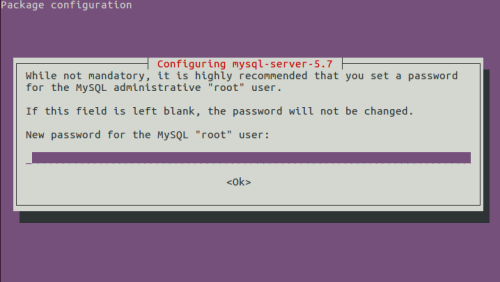 Package configuration
Configuring mysql-server-5.7
While not mandatory, it is highly recommended that you set a password
for the MySQL administrative "root" user.
If this field is left blank, the password will not be changed.
New password for the MySQL "root" user:
<Ok>